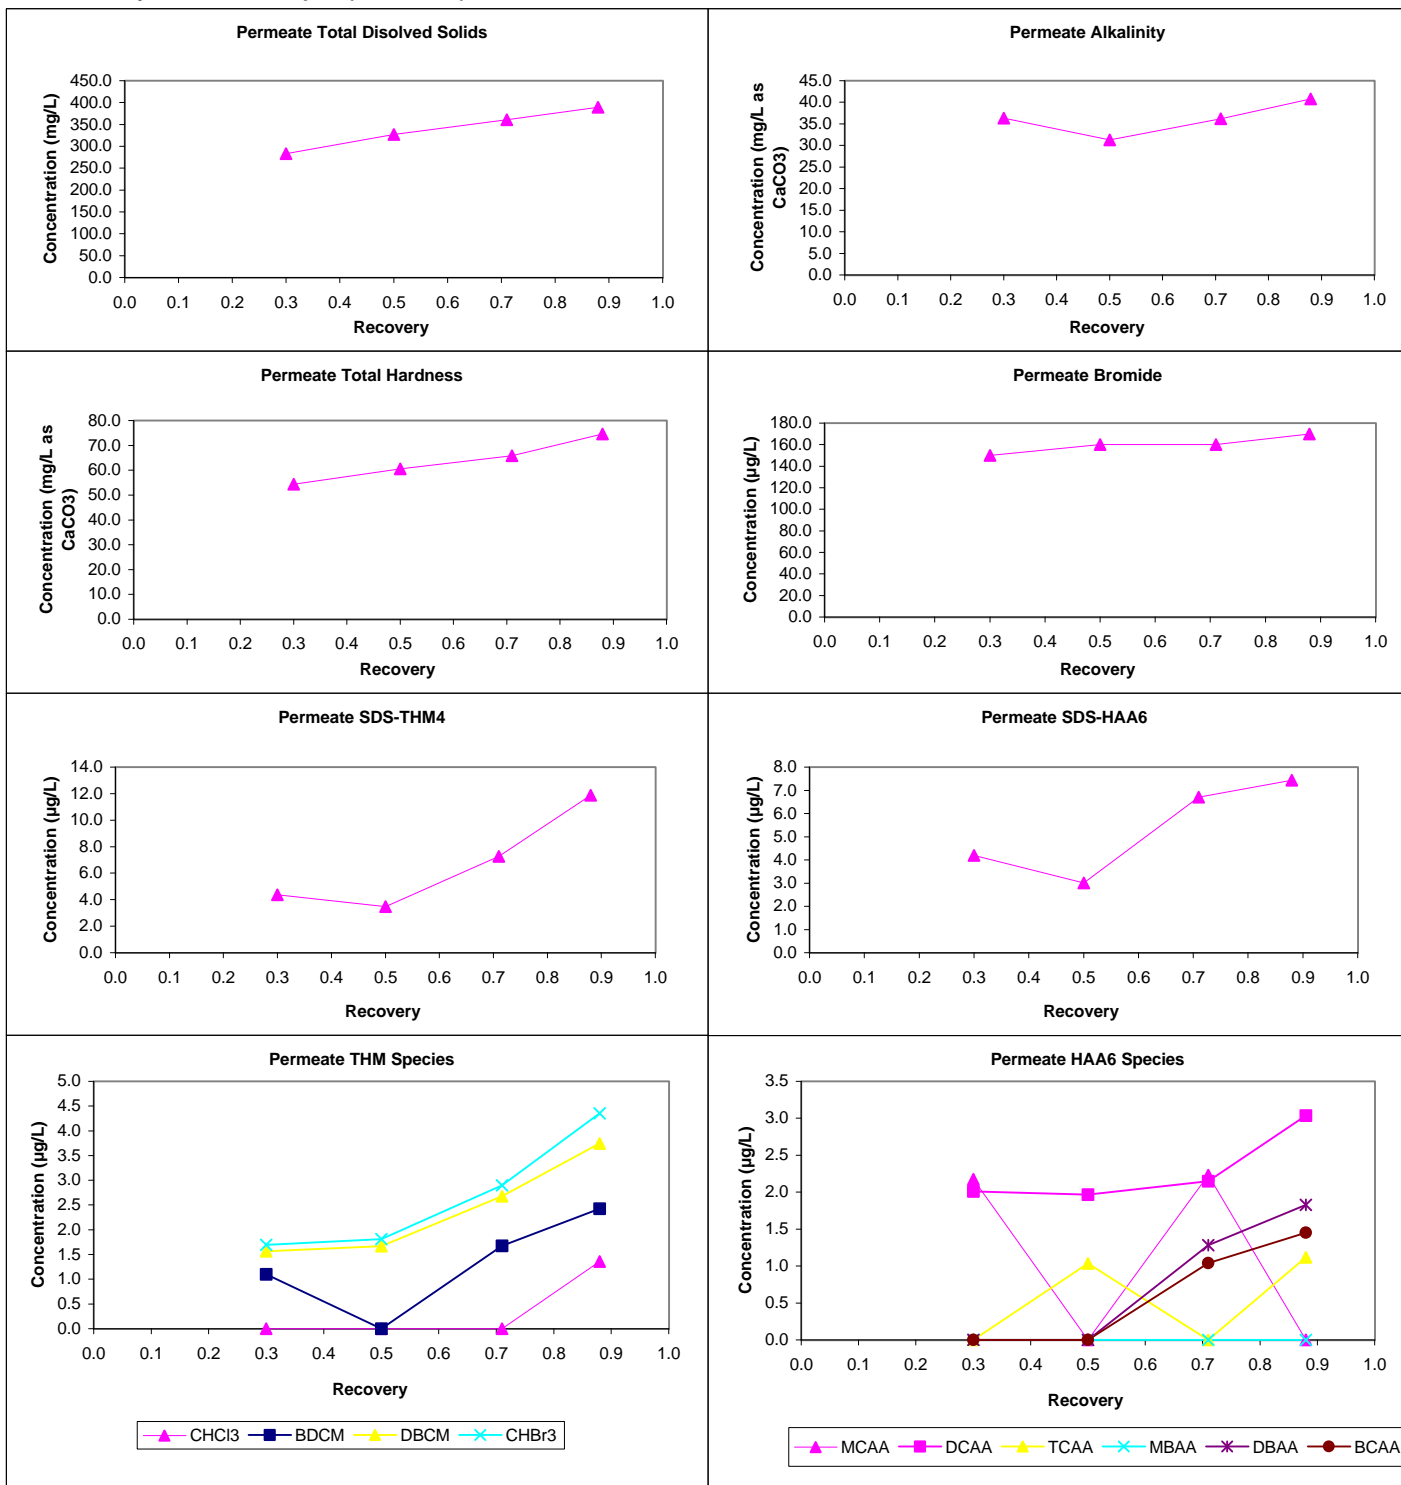 Permeate Total Disolved Solids
Concentration (mg/L)
450.0
400.0
350.0
300.0
250.0
200.0
150.0
100.0
50.0
0.0
0.0 0.1 0.2 0.3 0.4 0.5 0.6 0.7 0.8 0.9 1.0
Recovery
Permeate Alkalinity
Concentration (mg/L as
CaCO3)
45.0
40.0
35.0
30.0
25.0
20.0
15.0
10.0
5.0
0.0
0.0 0.1 0.2 0.3 0.4 0.5 0.6 0.7 0.8 0.9 1.0
Recovery
Permeate Total Hardness
Concentration (mg/L as
CaCO3)
80.0
70.0
60.0
50.0
40.0
30.0
20.0
10.0
0.0
0.0 0.1 0.2 0.3 0.4 0.5 0.6 0.7 0.8 0.9 1.0
Recovery
Permeate Bromide
Concentration (µg/L)
180.0
160.0
140.0
120.0
100.0
80.0
60.0
40.0
20.0
0.0
0.0 0.1 0.2 0.3 0.4 0.5 0.6 0.7 0.8 0.9 1.0
Recovery
Permeate SDS-THM4
Concentration (µg/L)
14.0
12.0
10.0
8.0
6.0
4.0
2.0
0.0
0.0 0.1 0.2 0.3 0.4 0.5 0.6 0.7 0.8 0.9 1.0
Recovery
Permeate SDS-HAA6
Concentration (µg/L)
8.0
7.0
6.0
5.0
4.0
3.0
2.0
1.0
0.0
0.0 0.1 0.2 0.3 0.4 0.5 0.6 0.7 0.8 0.9 1.0
Recovery
Permeate THM Species
Concentration (µg/L)
5.0
4.5
4.0
3.5
3.0
2.5
2.0
1.5
1.0
0.5
0.0
0.0 0.1 0.2 0.3 0.4 0.5 0.6 0.7 0.8 0.9 1.0
Recovery
CHCl3 BDCM DBCM CHBr3
Permeate HAA6 Species
Concentration (µg/L)
3.5
3.0
2.5
2.0
1.5
1.0
0.5
0.0
0.0 0.1 0.2 0.3 0.4 0.5 0.6 0.7 0.8 0.9 1.0
Recovery
MCAA DCAA TCAA MBAA DBAA BCAA